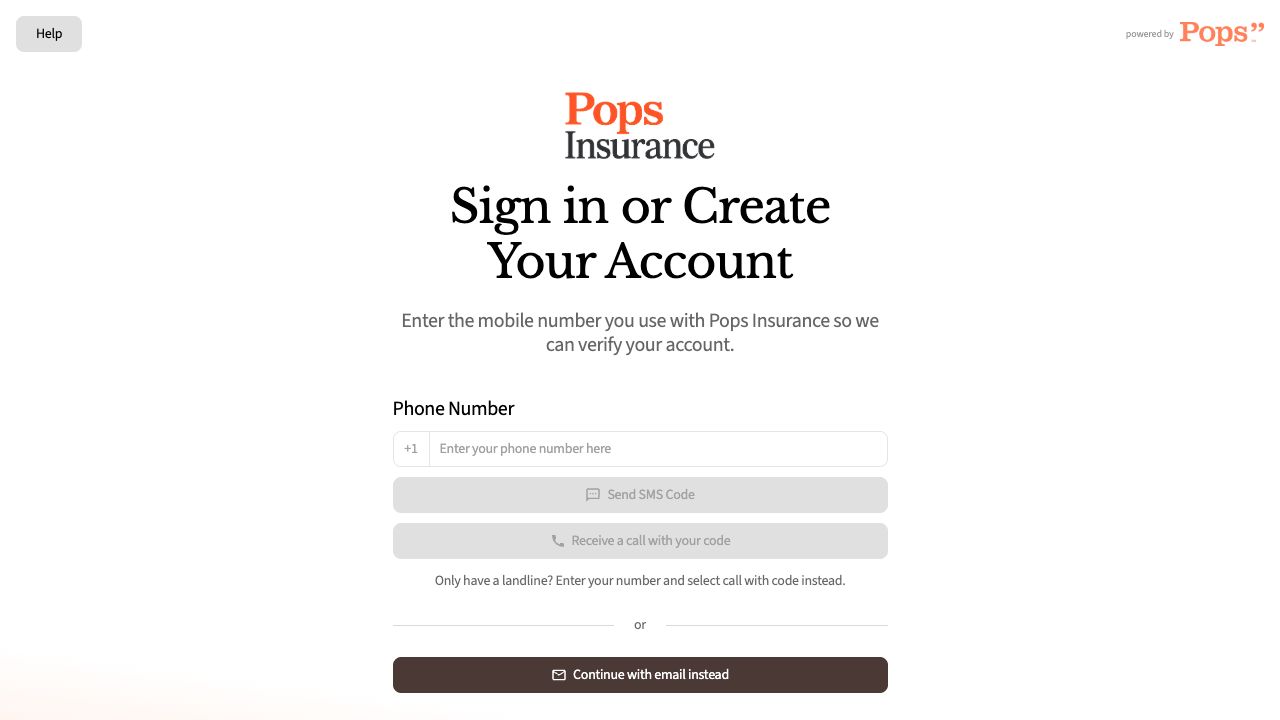 Help
powered by Pops”
Pops
Insurance
Sign in or Create
Your Account
Enter the mobile number you use with Pops Insurance so we
can verify your account.
Phone Number
+1 Enter your phone number here
Send SMS Code
Receive a call with your code
Only have a landline? Enter your number and select call with code instead.
or
Continue with email instead